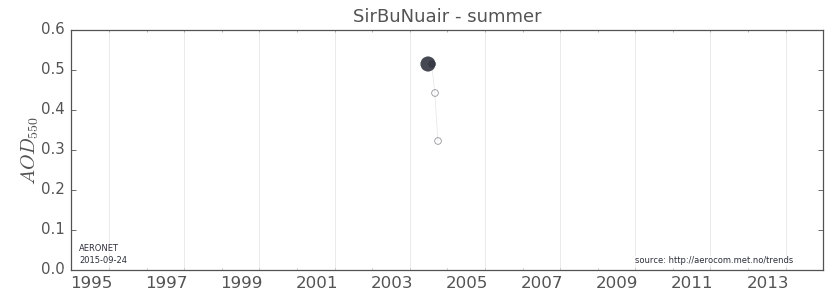 SirBuNuair - summer
0.6
0.5
0.4
0.3
0.2
0.1
0.0
AOD550
AERONET
2015-09-24
source: http://aerocom.met.no/trends
1995 1997 1999 2001 2003 2005 2007 2009 2011 2013